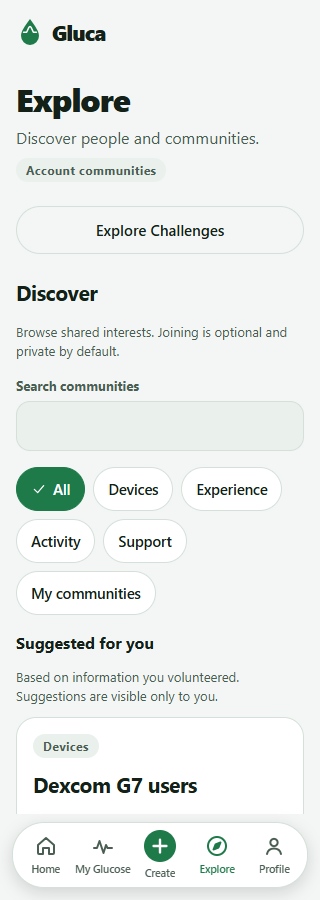 Gluca
Explore
Discover people and communities.
Account communities
Explore Challenges
Discover
Browse shared interests. Joining is optional and
private by default.
Search communities
All
Devices
Experience
Activity
Support
My communities
Suggested for you
Based on information you volunteered.
Suggestions are visible only to you.
Devices
Dexcom G7 users
Home
My Glucose
Create
Explore
Profile